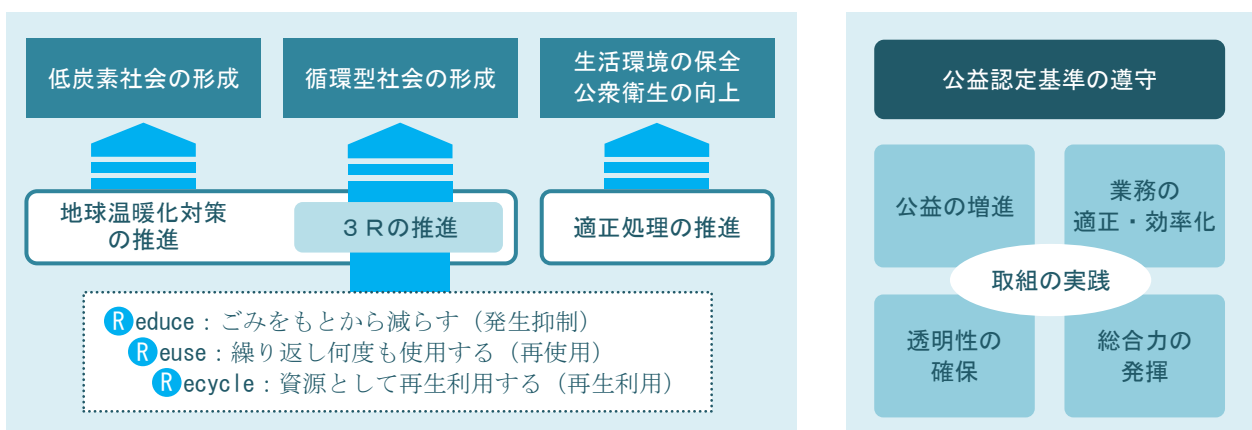 低炭素社会の形成
循環型社会の形成
生活環境の保全
公衆衛生の向上
地球温暖化対策
の推進
３Ｒの推進
適正処理の推進
Reduce：ごみをもとから減らす（発生抑制）
Reuse：繰り返し何度も使用する（再使用）
Recycle：資源として再生利用する（再生利用）
公益認定基準の遵守
公益の増進
業務の
適正・効率化
取組の実践
透明性の
確保
総合力の
発揮